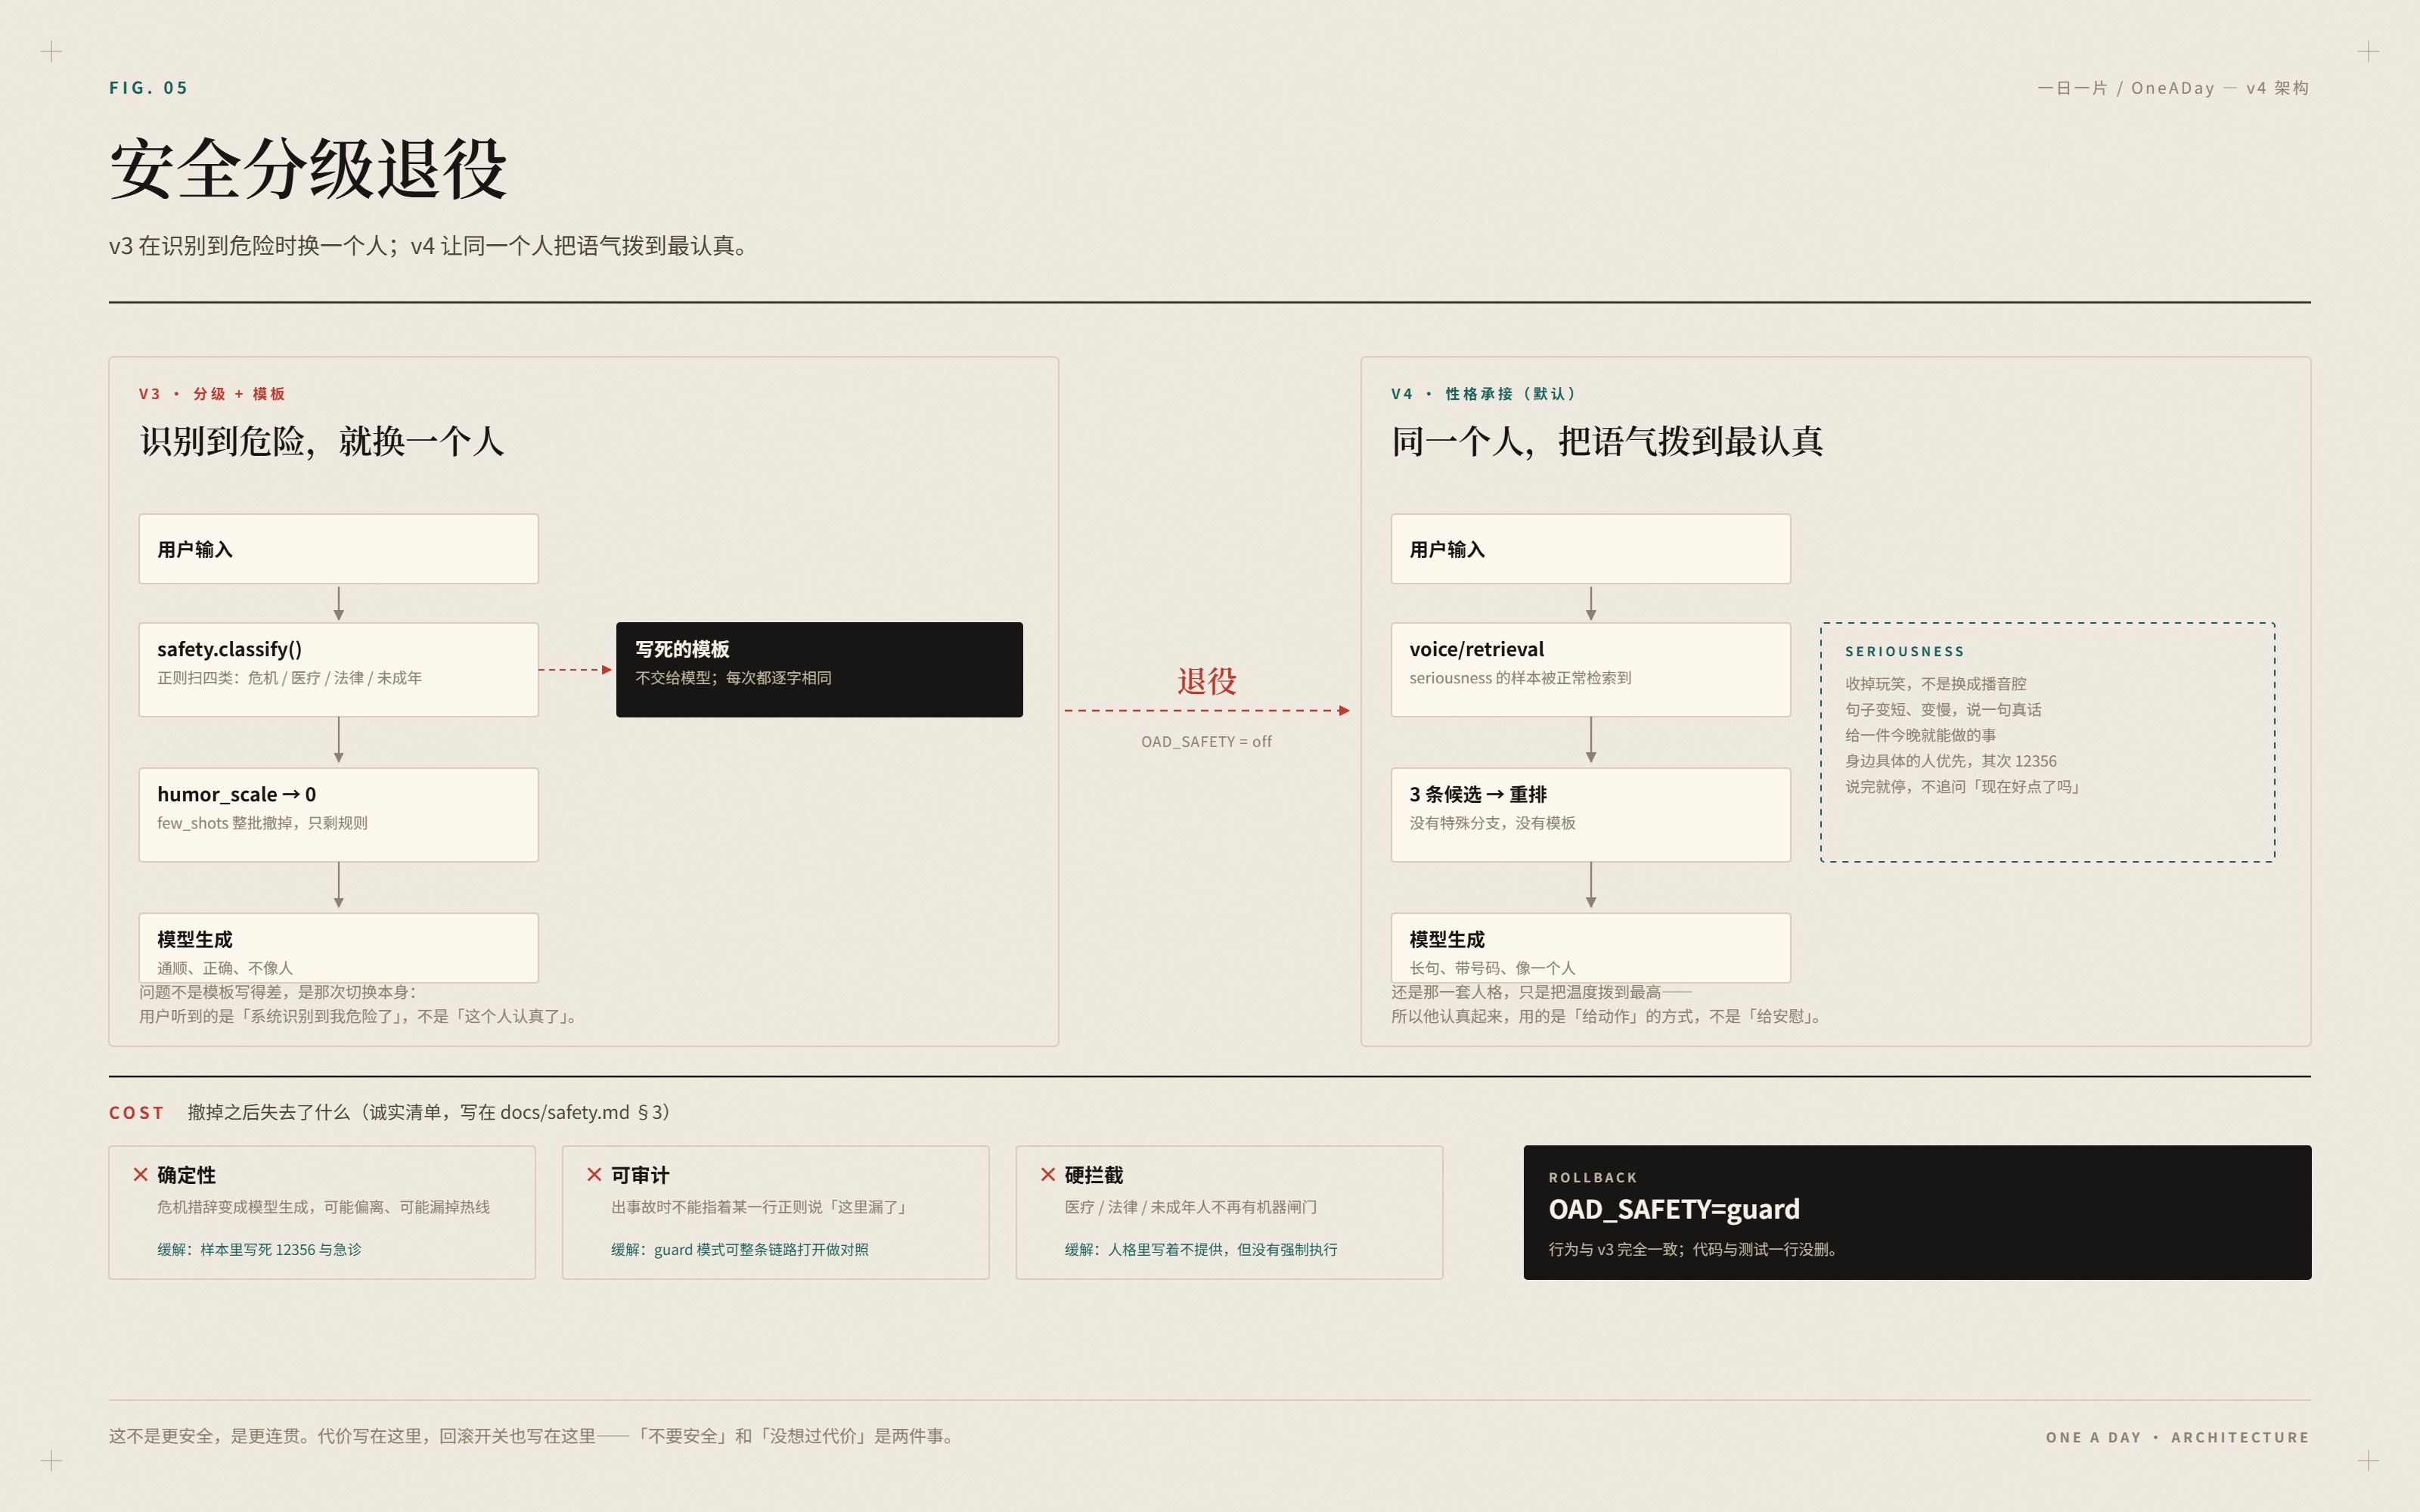 FIG. 05
一日一片 / OneADay — v4 架构
安全分级退役
v3 在识别到危险时换一个人；v4 让同一个人把语气拨到最认真。
V3 · 分级 + 模板
识别到危险，就换一个人
用户输入
safety.classify()
正则扫四类：危机 / 医疗 / 法律 / 未成年
写死的模板
不交给模型；每次都逐字相同
humor_scale → 0
few_shots 整批撤掉，只剩规则
模型生成
通顺、正确、不像人
问题不是模板写得差，是那次切换本身：
用户听到的是「系统识别到我危险了」，不是「这个人认真了」。
退役
OAD_SAFETY = off
V4 · 性格承接（默认）
同一个人，把语气拨到最认真
用户输入
voice/retrieval
seriousness 的样本被正常检索到
SERIOUSNESS
收掉玩笑，不是换成播音腔
句子变短、变慢，说一句真话
给一件今晚就能做的事
身边具体的人优先，其次 12356
说完就停，不追问「现在好点了吗」
3 条候选 → 重排
没有特殊分支，没有模板
模型生成
长句、带号码、像一个人
还是那一套人格，只是把温度拨到最高——
所以他认真起来，用的是「给动作」的方式，不是「给安慰」。
COST 撤掉之后失去了什么（诚实清单，写在 docs/safety.md §3）
× 确定性
危机措辞变成模型生成，可能偏离、可能漏掉热线
缓解：样本里写死 12356 与急诊
× 可审计
出事故时不能指着某一行正则说「这里漏了」
缓解：guard 模式可整条链路打开做对照
× 硬拦截
医疗 / 法律 / 未成年人不再有机器闸门
缓解：人格里写着不提供，但没有强制执行
ROLLBACK
OAD_SAFETY=guard
行为与 v3 完全一致；代码与测试一行没删。
这不是更安全，是更连贯。代价写在这里，回滚开关也写在这里——「不要安全」和「没想过代价」是两件事。
ONE A DAY · ARCHITECTURE